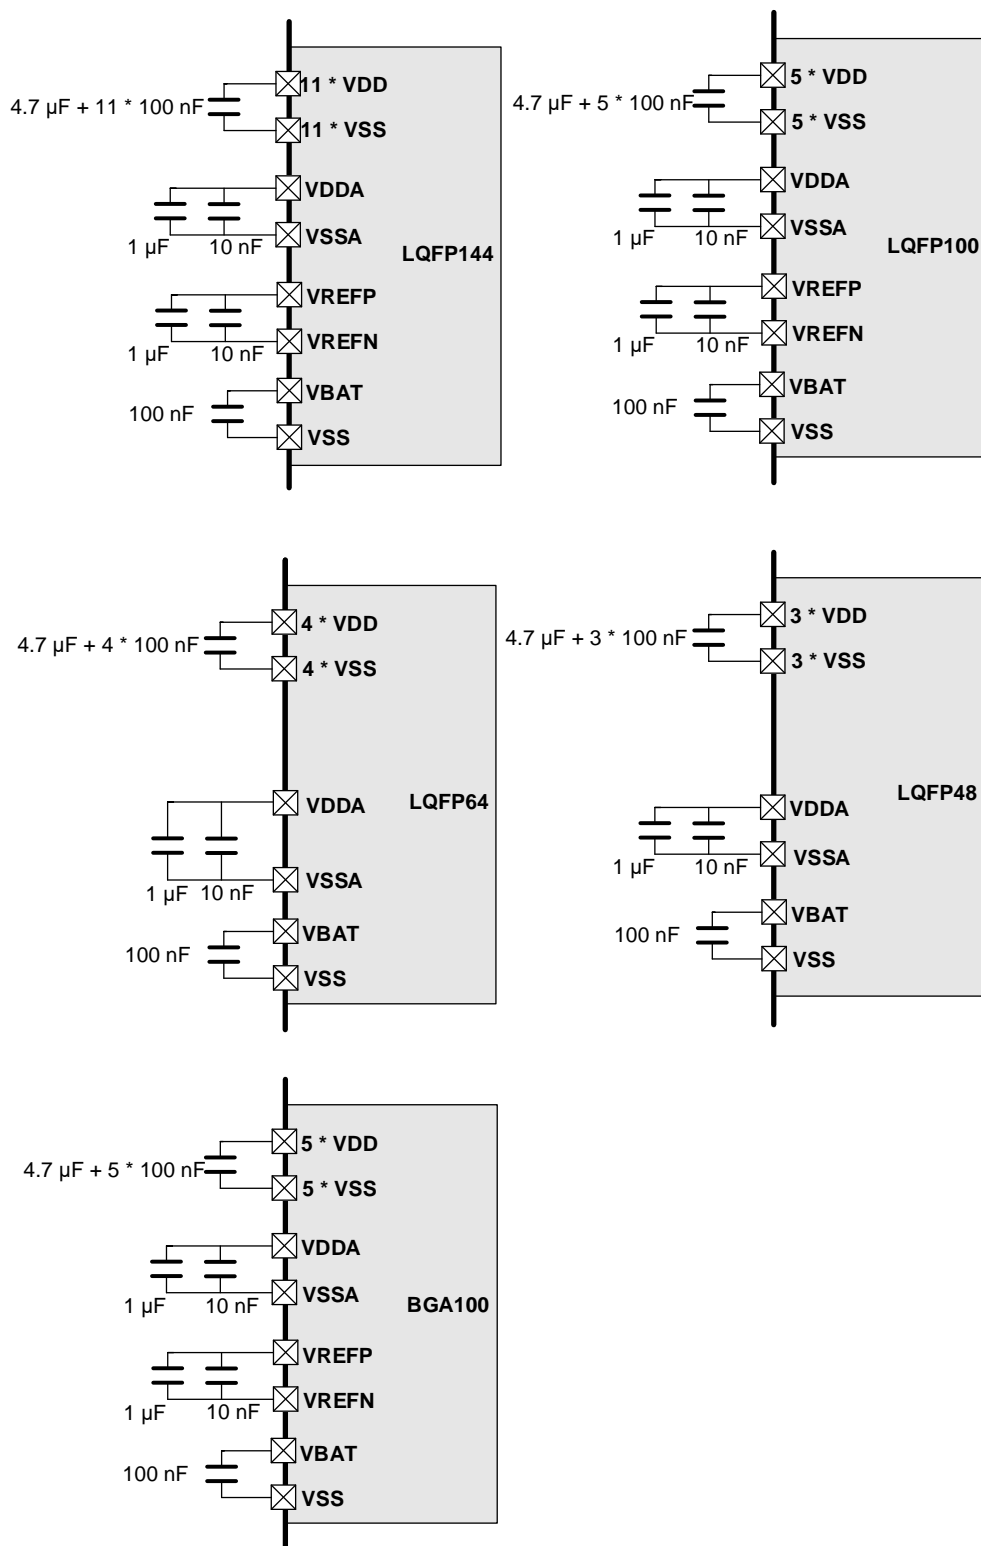 11 * VDD
4.7 µF + 11 * 100 nF
11 * VSS
VDDA
1 µF
10 nF
VSSA
LQFP144
VREFP
1 µF
10 nF
VREFN
VBAT
100 nF
VSS
5 * VDD
4.7 µF + 5 * 100 nF
5 * VSS
VDDA
1 µF
10 nF
VSSA
LQFP100
VREFP
1 µF
10 nF
VREFN
VBAT
100 nF
VSS
4 * VDD
4.7 µF + 4 * 100 nF
4 * VSS
VDDA
LQFP64
1 µF
10 nF
VSSA
VBAT
100 nF
VSS
3 * VDD
4.7 µF + 3 * 100 nF
3 * VSS
LQFP48
VDDA
1 µF
10 nF
VSSA
VBAT
100 nF
VSS
5 * VDD
4.7 µF + 5 * 100 nF
5 * VSS
VDDA
1 µF
10 nF
VSSA
BGA100
VREFP
1 µF
10 nF
VREFN
VBAT
100 nF
VSS